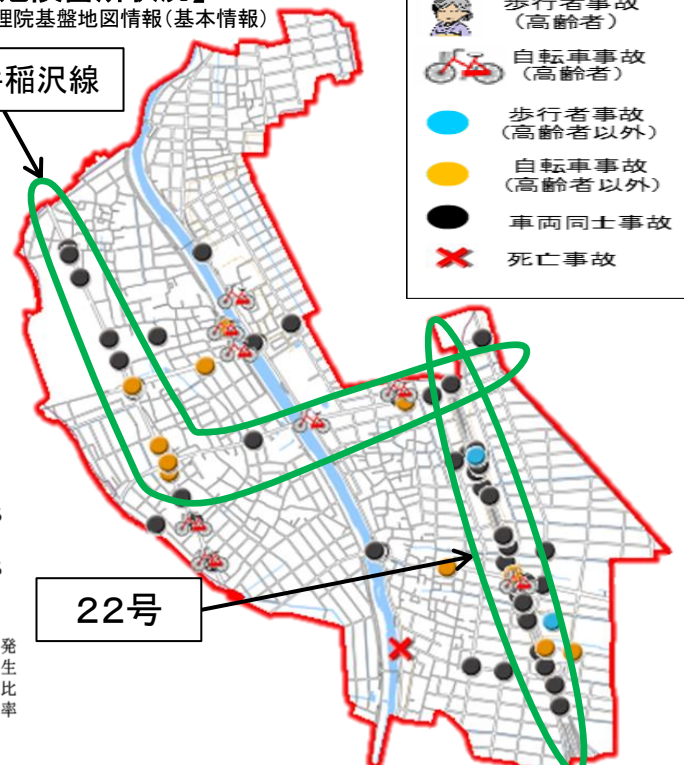 理院基盤地図情報(基本情報)
稲沢線
歩行者事故
(高齢者)
自転車事故
(高齢者)
歩行者事故
(高齢者以外)
自転車事故
(高齢者以外)
車両同士事故
死亡事故
22号
発
生
比
率